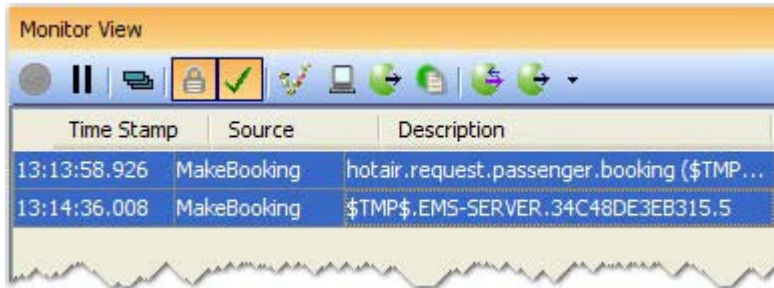 Monitor View
Time Stamp Source Description
13:13:58.926 MakeBooking hotair.request.passenger.booking ($TMP...
13:14:36.008 MakeBooking $TMP$.EMS-SERVER.34C48DE3EB315.5